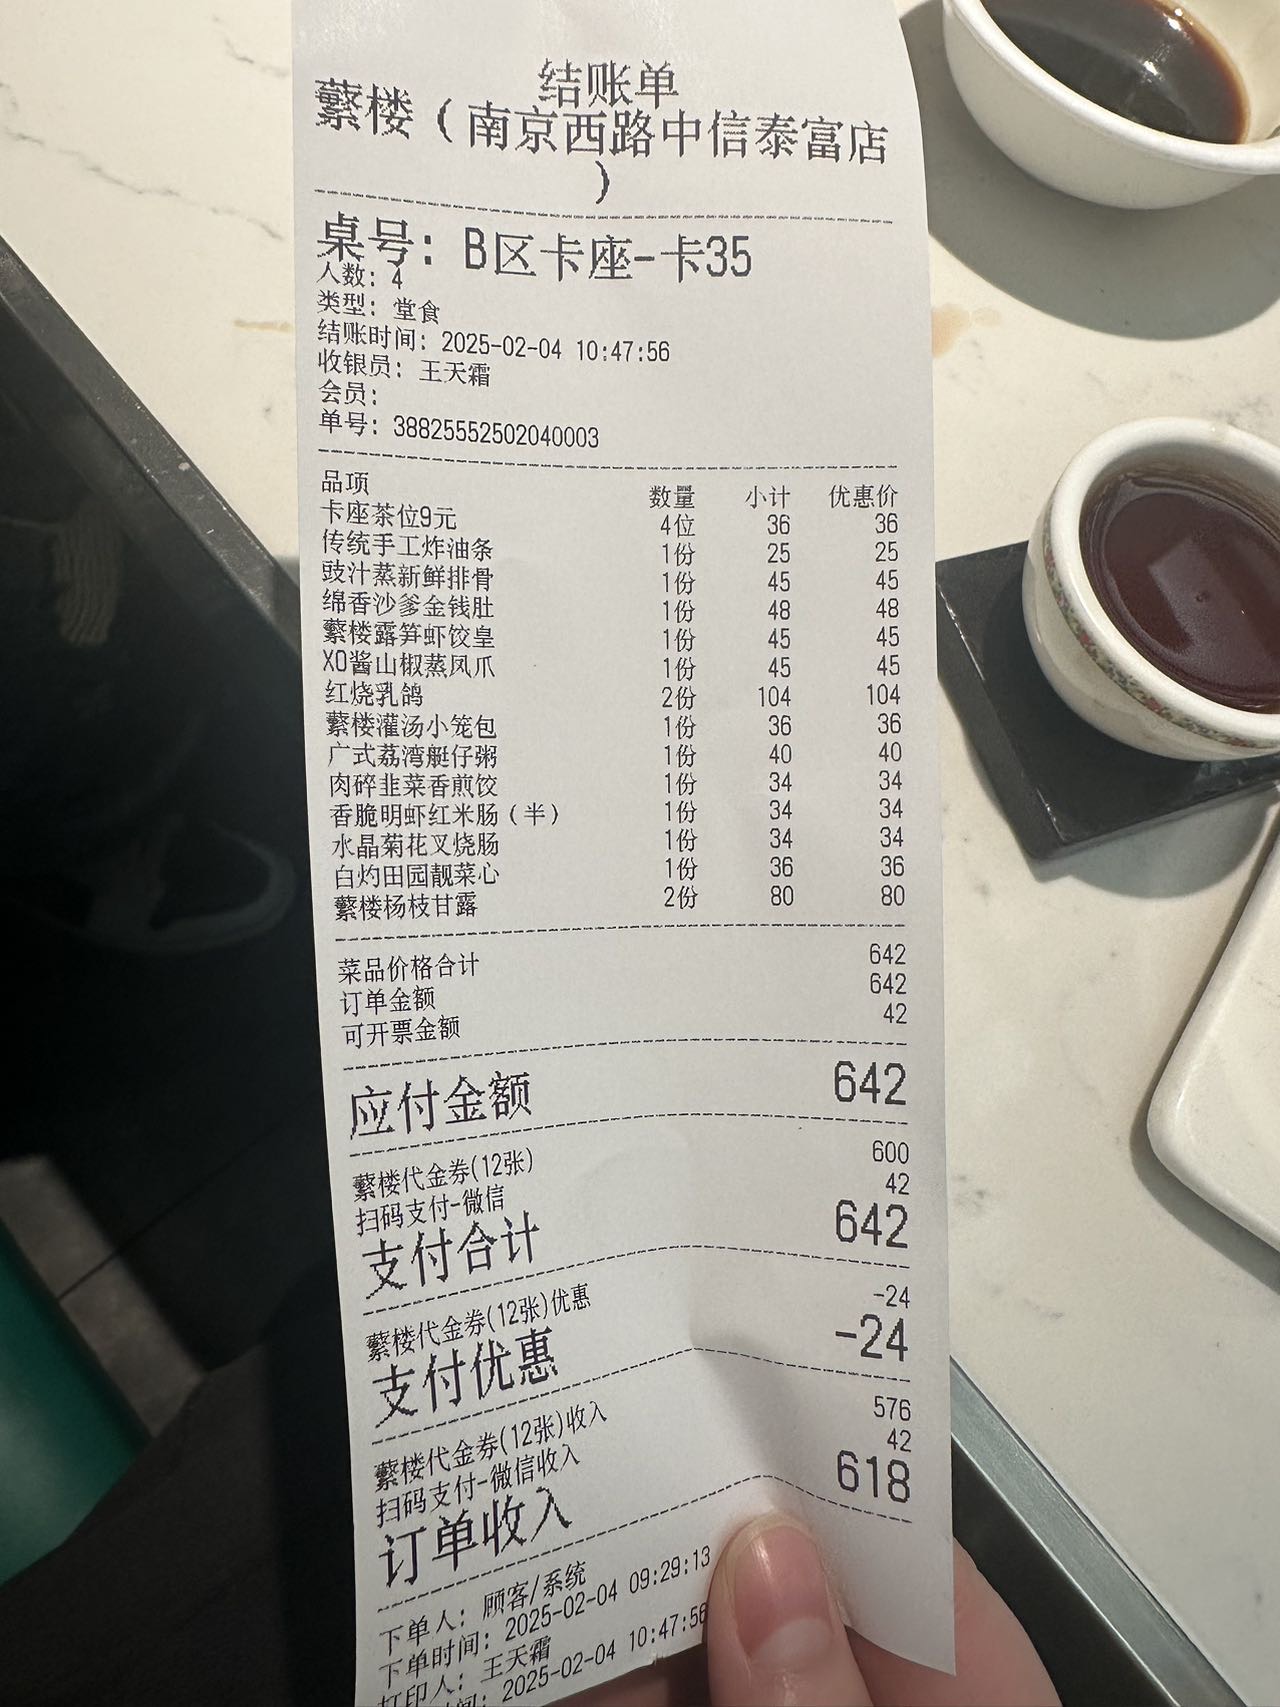 结账单
蘩楼（南京西路中信泰富店
）
桌号: B区卡座-卡35
人数: 4
类型: 堂食
结账时间: 2025-02-04 10:47:56
收银员: 王天霜
会员:
单号: 38825552502040003
品项 数量 小计 优惠价
卡座茶位9元 4位 36 36
传统手工炸油条 1份 25 25
豉汁蒸新鲜排骨 1份 45 45
绵香沙爹金钱肚 1份 48 48
蘩楼露笋虾饺皇 1份 45 45
XO酱山椒蒸凤爪 1份 45 45
红烧乳鸽 2份 104 104
蘩楼灌汤小笼包 1份 36 36
广式荔湾艇仔粥 1份 40 40
肉碎韭菜香煎饺 1份 34 34
香脆明虾红米肠（半） 1份 34 34
水晶菊花叉烧肠 1份 34 34
白灼田园靓菜心 1份 36 36
蘩楼杨枝甘露 2份 80 80
菜品价格合计 642
订单金额 642
可开票金额 42
应付金额 642
蘩楼代金券(12张) 600
扫码支付-微信 42
支付合计 642
蘩楼代金券(12张)优惠 -24
支付优惠 -24
蘩楼代金券(12张)收入 576
扫码支付-微信收入 42
订单收入 618
下单人: 顾客/系统
下单时间: 2025-02-04 09:29:13
打印人: 王天霜
间: 2025-02-04 10:47:56